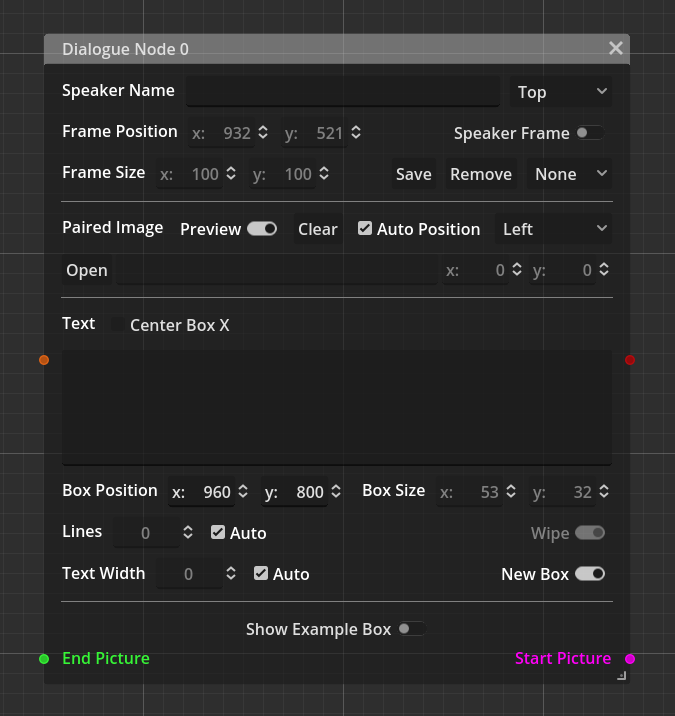 Dialogue Node 0
Speaker Name Top
Frame Position x: 932 y: 521 Speaker Frame
Frame Size x: 100 y: 100 Save Remove None
Paired Image Preview Clear Auto Position Left
Open x: 0 y: 0
Text Center Box X
Box Position x: 960 y: 800 Box Size x: 53 y: 32
Lines 0 Auto Wipe
Text Width 0 Auto New Box
Show Example Box
End Picture Start Picture